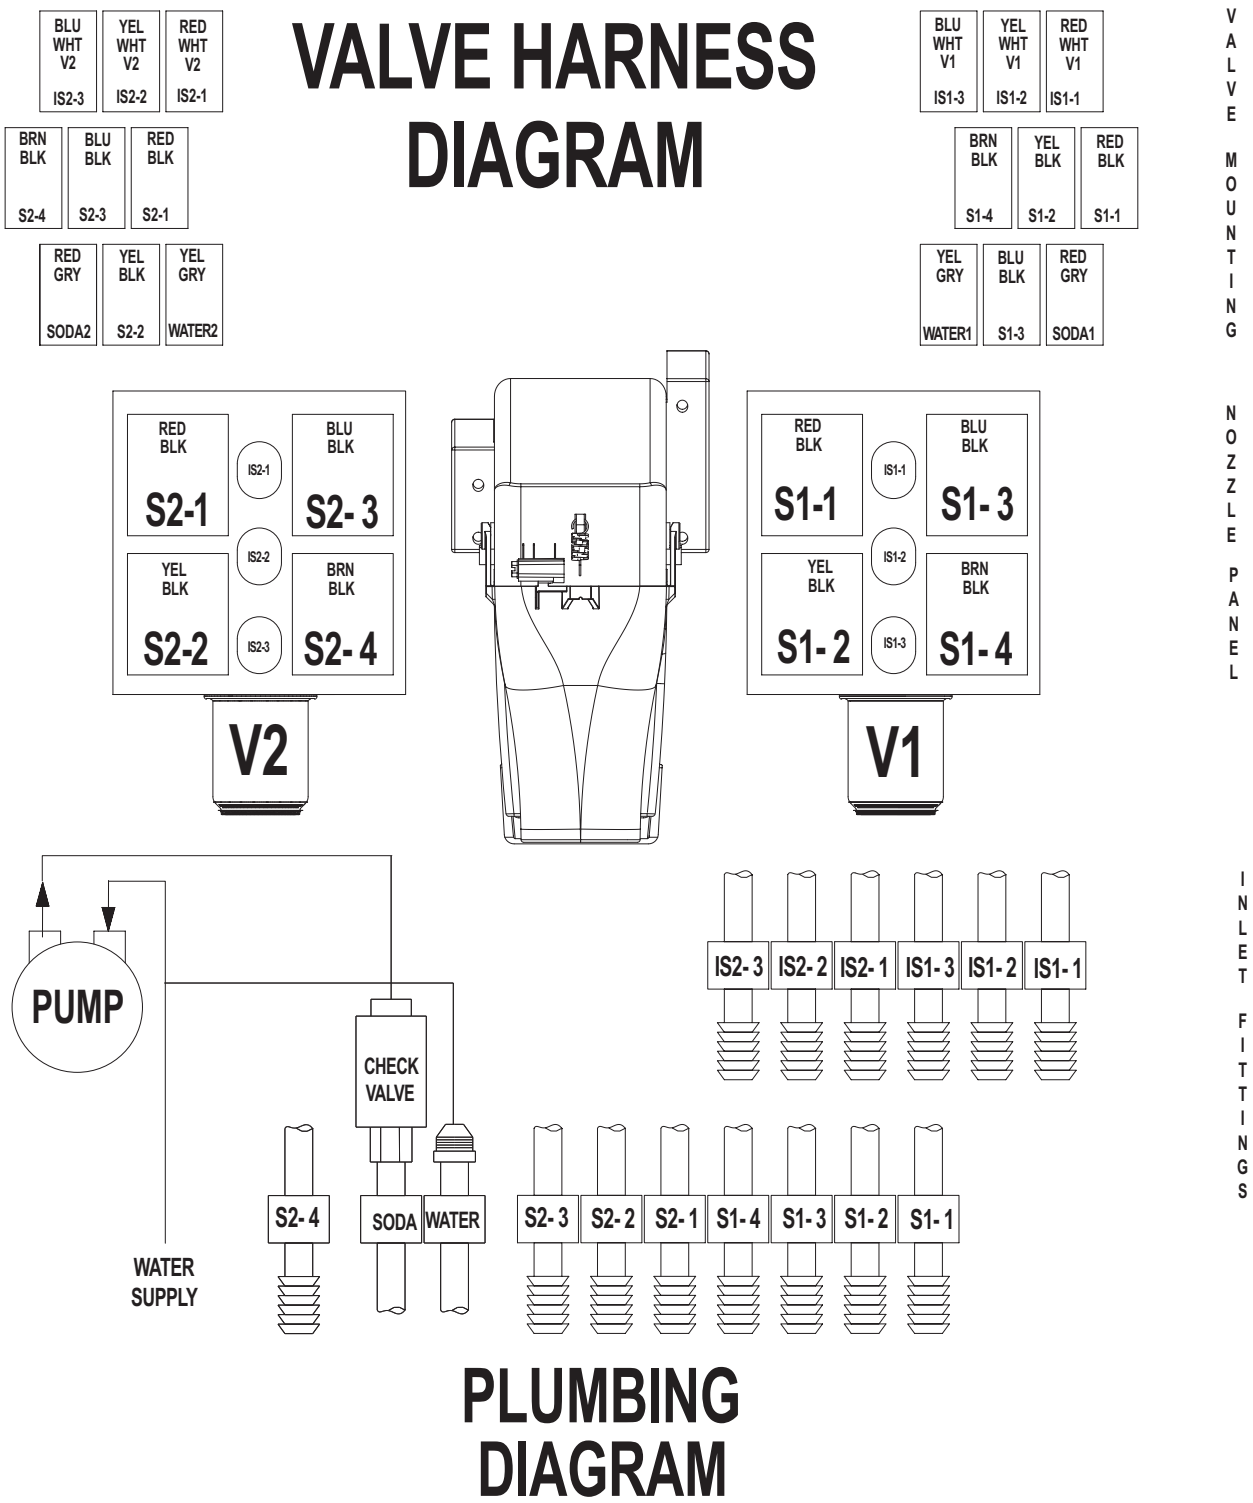 VALVE HARNESS
DIAGRAM
BLU
WHT
V2
IS2-3
YEL
WHT
V2
IS2-2
RED
WHT
V2
IS2-1
BRN
BLK
S2-4
BLU
BLK
S2-3
RED
BLK
S2-1
RED
GRY
SODA2
YEL
BLK
S2-2
YEL
GRY
WATER2
BLU
WHT
V1
IS1-3
YEL
WHT
V1
IS1-2
RED
WHT
V1
IS1-1
BRN
BLK
S1-4
YEL
BLK
S1-2
RED
BLK
S1-1
YEL
GRY
WATER1
BLU
BLK
S1-3
RED
GRY
SODA1
VALVE MOUNTING
RED
BLK
S2-1
IS2-1
BLU
BLK
S2-3
IS2-2
YEL
BLK
S2-2
IS2-3
BRN
BLK
S2-4
V2
RED
BLK
S1-1
IS1-1
BLU
BLK
S1-3
IS1-2
YEL
BLK
S1-2
IS1-3
BRN
BLK
S1-4
V1
NOZZLE PANEL
PUMP
CHECK
VALVE
WATER
SUPPLY
IS2-3 IS2-2 IS2-1 IS1-3 IS1-2 IS1-1
S2-4 SODA WATER S2-3 S2-2 S2-1 S1-4 S1-3 S1-2 S1-1
INLET FITTINGS
PLUMBING
DIAGRAM